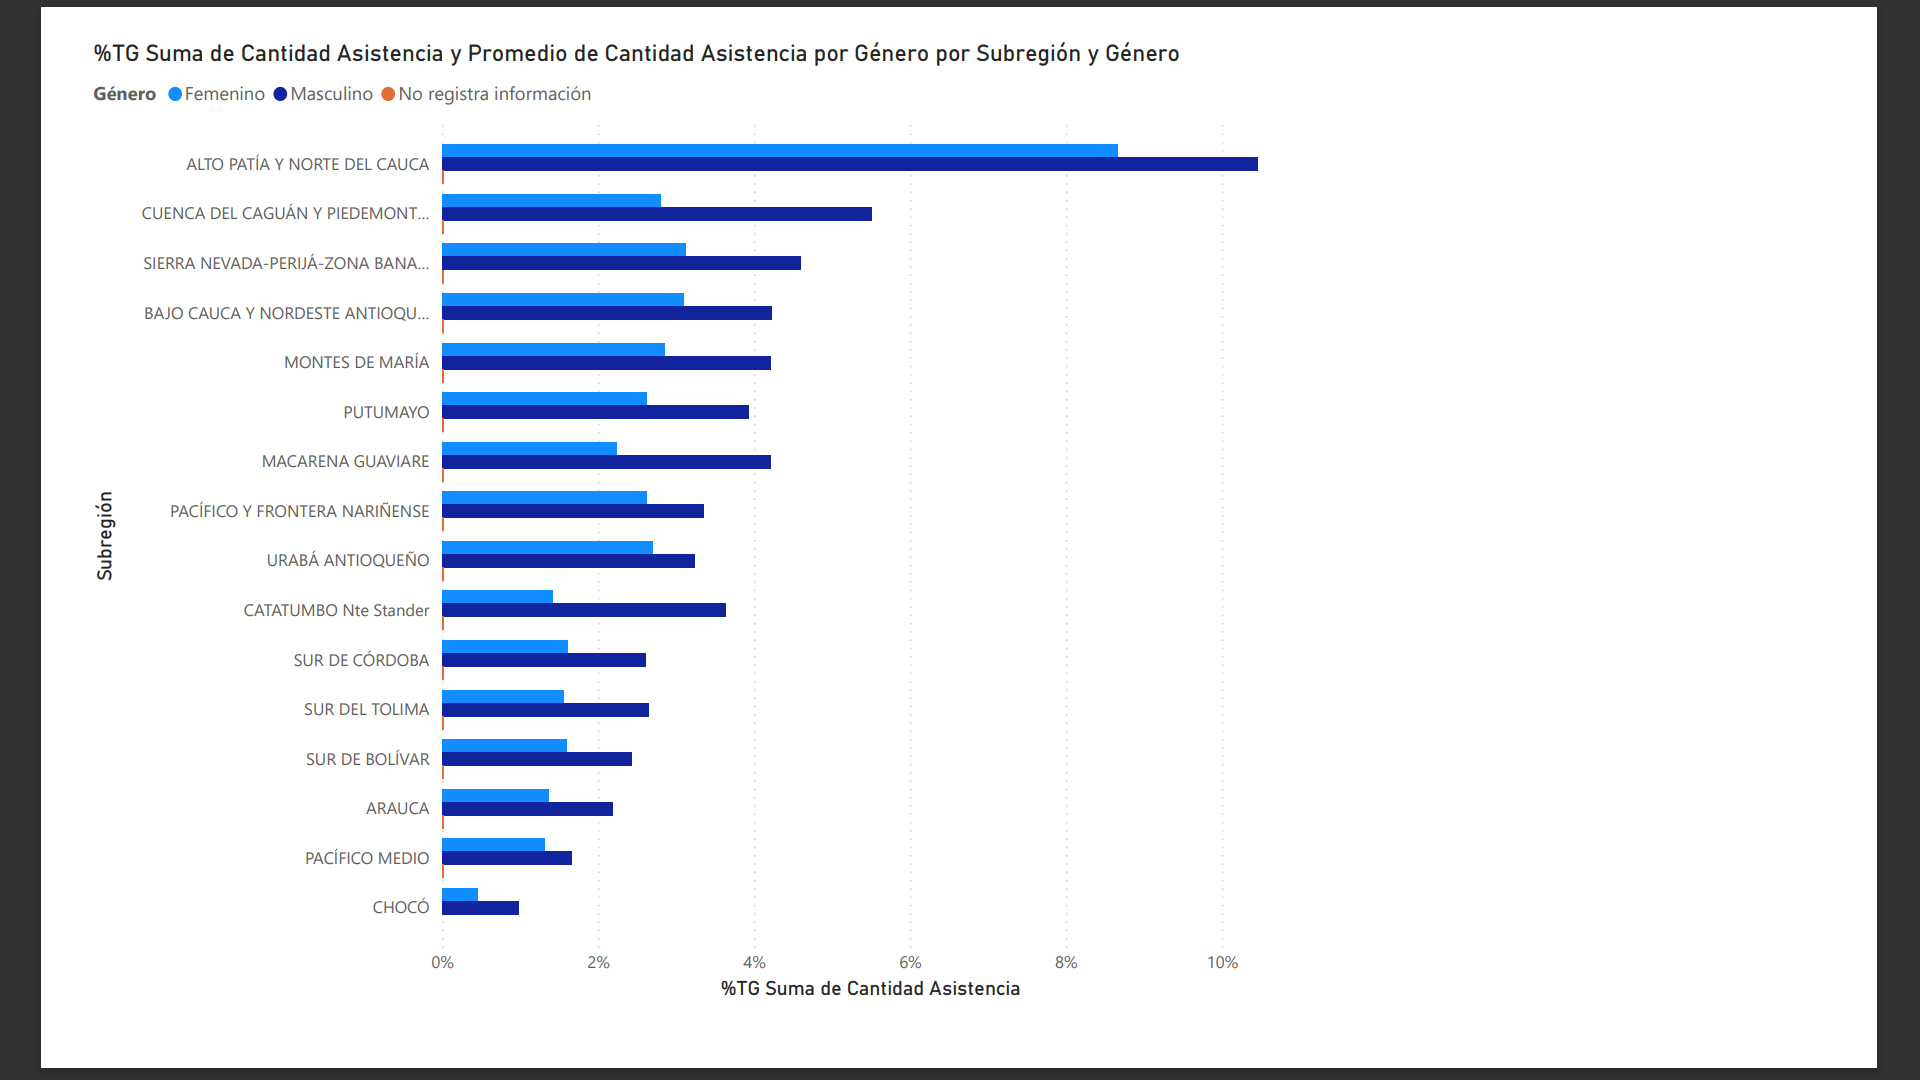 %TG Suma de Cantidad Asistencia y Promedio de Cantidad Asistencia por Género por Subregión y Género
Género Femenino Masculino No registra información
ALTO PATÍA Y NORTE DEL CAUCA
CUENCA DEL CAGUÁN Y PIEDEMONT...
SIERRA NEVADA-PERIJÁ-ZONA BANA...
BAJO CAUCA Y NORDESTE ANTIOQU...
MONTES DE MARÍA
PUTUMAYO
MACARENA GUAVIARE
PACÍFICO Y FRONTERA NARIÑENSE
URABÁ ANTIOQUEÑO
CATATUMBO Nte Stander
SUR DE CÓRDOBA
SUR DEL TOLIMA
SUR DE BOLÍVAR
ARAUCA
PACÍFICO MEDIO
CHOCÓ
Subregión
0% 2% 4% 6% 8% 10%
%TG Suma de Cantidad Asistencia